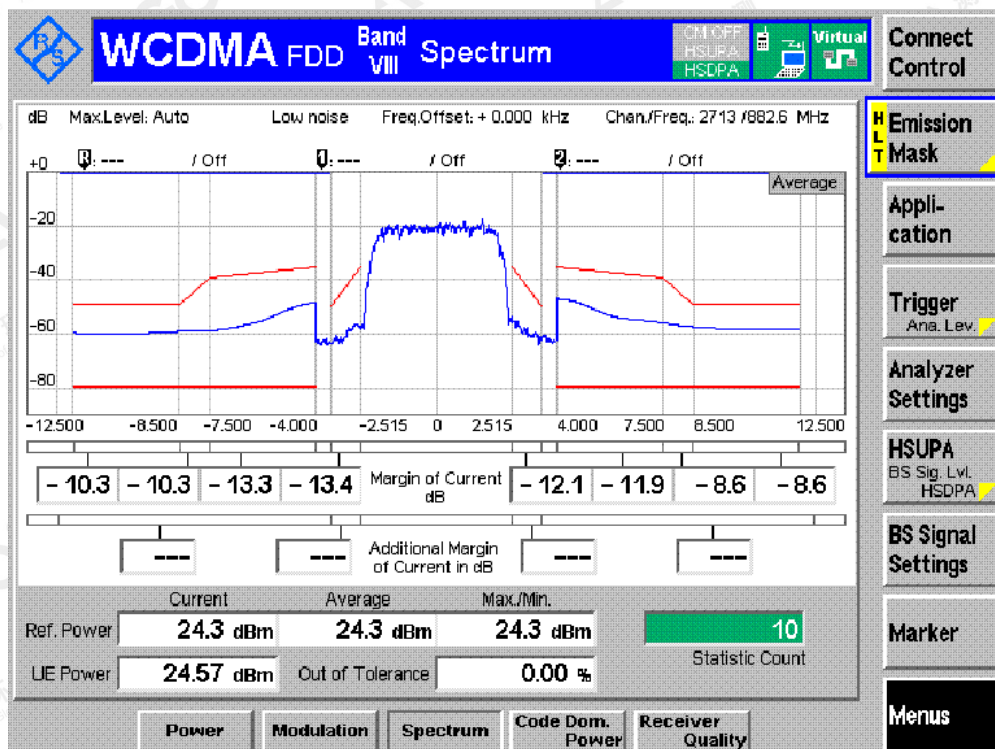 R/S
WCDMA FDD Band VIII Spectrum
HSUPA
HSDPA
Virtual
Connect Control
dB Max.Level: Auto Low noise Freq.Offset: + 0.000 kHz Chan./Freq.: 2713 /882.6 MHz
HLT Emission Mask
R: --- / Off 1: --- / Off 2: --- / Off
+0
Average
-20
-40
-60
-80
Appli-
cation
Trigger
Ana. Lev.
Analyzer Settings
-12.500 -8.500 -7.500 -4.000 -2.515 0 2.515 4.000 7.500 8.500 12.500
HSUPA
BS Sig. Lvl.
HSDPA
- 10.3 - 10.3 - 13.3 - 13.4 Margin of Current dB - 12.1 - 11.9 - 8.6 - 8.6
BS Signal Settings
--- --- Additional Margin of Current in dB --- ---
Current Average Max./Min.
Ref. Power 24.3 dBm 24.3 dBm 24.3 dBm 10
Statistic Count
Marker
UE Power 24.57 dBm Out of Tolerance 0.00 %
Menus
Power Modulation Spectrum Code Dom. Power Receiver Quality